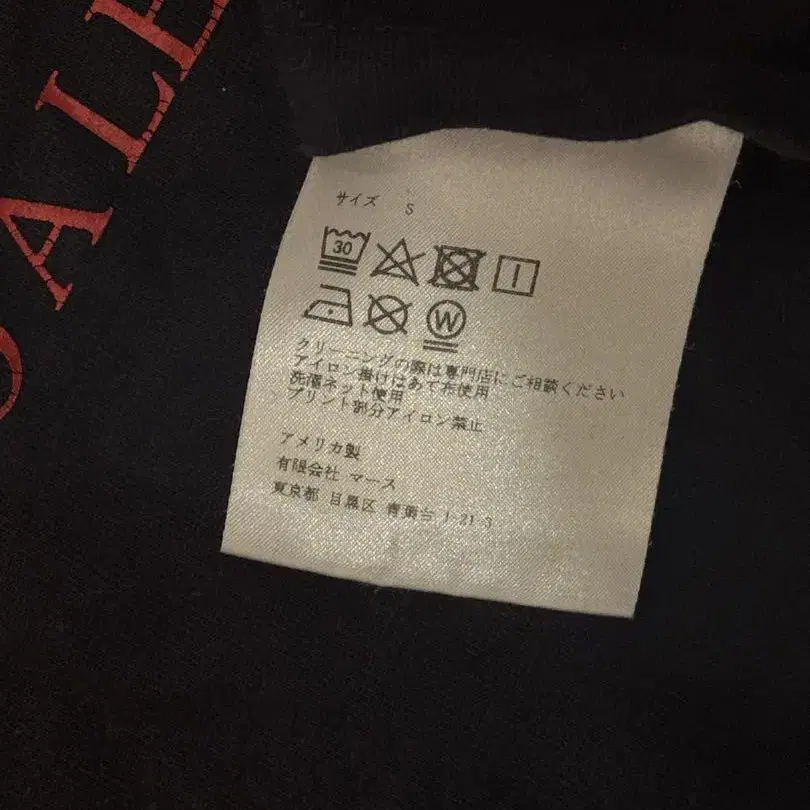 ALE
サイズ S
30
W
クリーニングの際は専門店にご相談ください
アイロン掛けはあて布使用
洗濯ネット使用
プリント部分アイロン禁止
アメリカ製
有限会社 マース
東京都 目黒区 青葉台 1-21-3